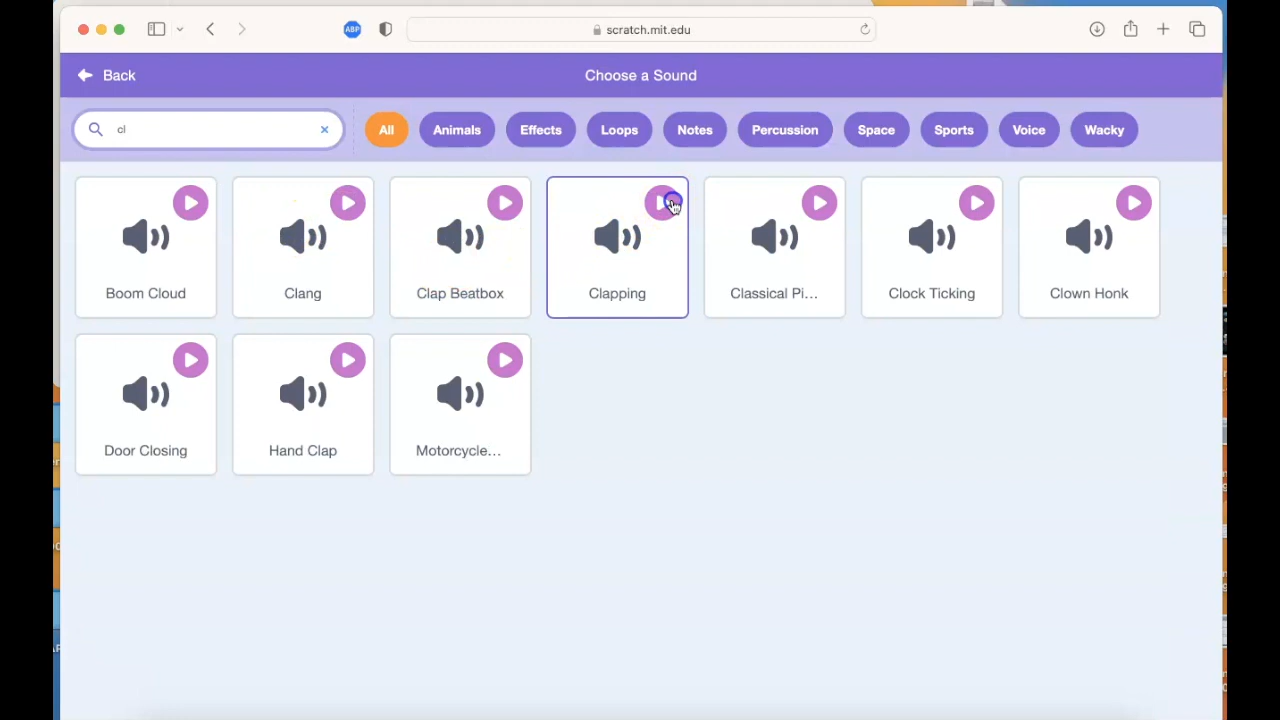 ABP
scratch.mit.edu
Back
Choose a Sound
cl
All
Animals
Effects
Loops
Notes
Percussion
Space
Sports
Voice
Wacky
Boom Cloud
Clang
Clap Beatbox
Clapping
Classical Pi...
Clock Ticking
Clown Honk
Door Closing
Hand Clap
Motorcycle...